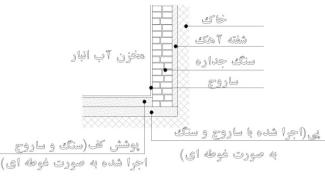 خاک
شفته آهک
سنگ جداره
ساروج
مخزن آب انبار
پی(اجرا شده با ساروج و سنگ
به صورت غوطه ای)
پوشش کف(سنگ و ساروج
اجرا شده به صورت غوطه ای)